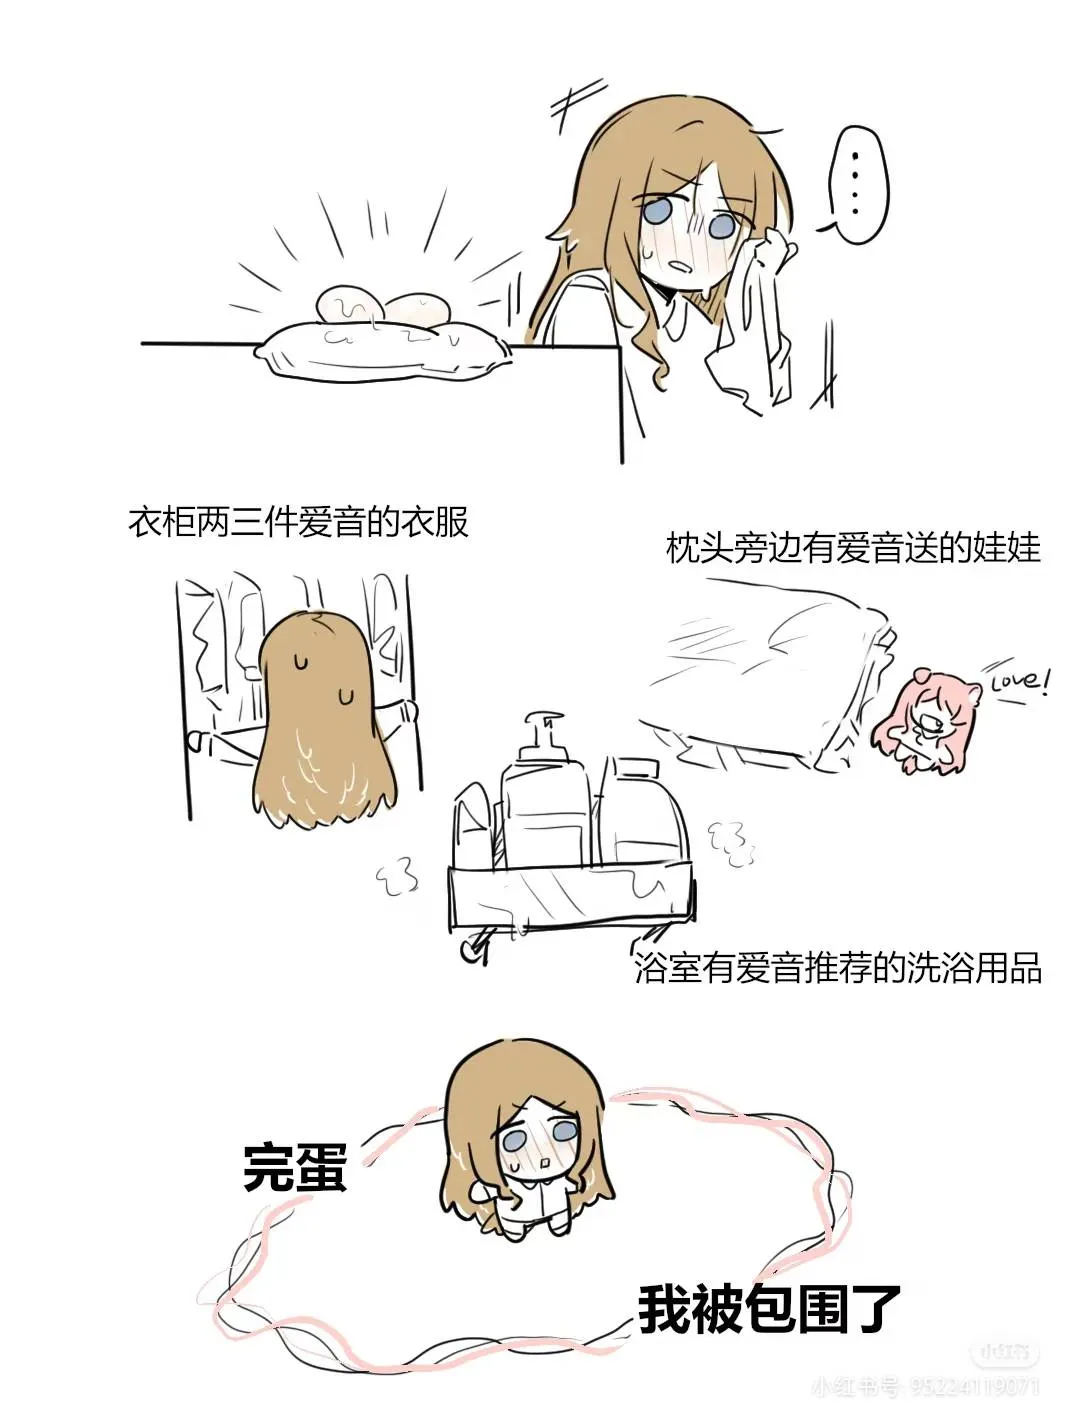 ....
衣柜两三件爱音的衣服
枕头旁边有爱音送的娃娃
Love!
浴室有爱音推荐的洗浴用品
完蛋
我被包围了
小红书
小红书号: 95224119071